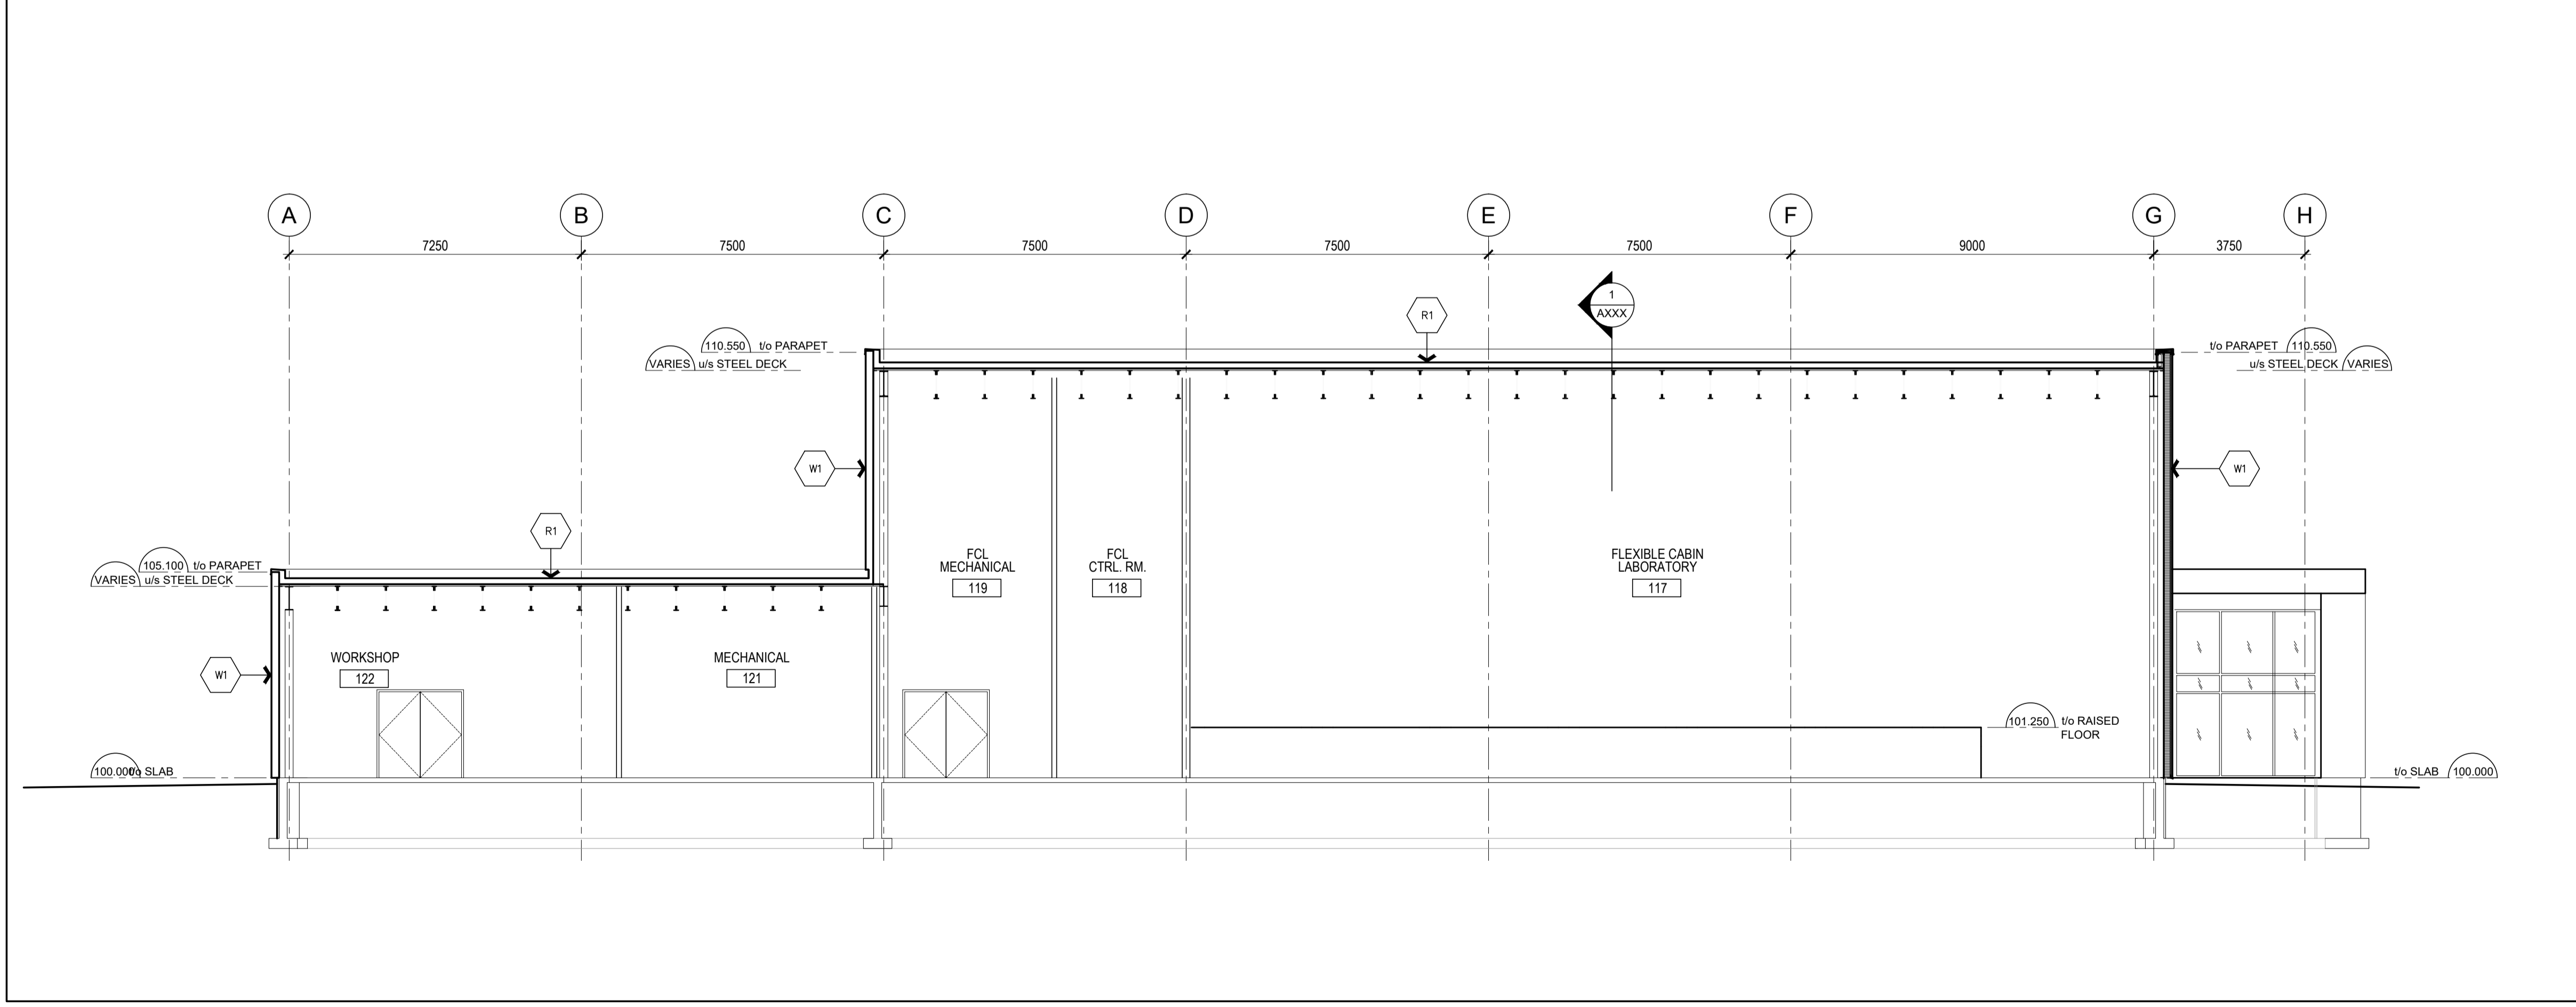 A B C D E F G H
7250 7500 7500 7500 7500 9000 3750
1
AXXX
R1
110.550 t/o PARAPET
VARIES u/s STEEL DECK
t/o PARAPET 110.550
u/s STEEL DECK VARIES
W1
W1
R1
105.100 t/o PARAPET
VARIES u/s STEEL DECK
FCL
MECHANICAL
119
FCL
CTRL. RM.
118
FLEXIBLE CABIN
LABORATORY
117
WORKSHOP
122
MECHANICAL
121
W1
101.250 t/o RAISED
FLOOR
100.000 t/o SLAB
t/o SLAB 100.000